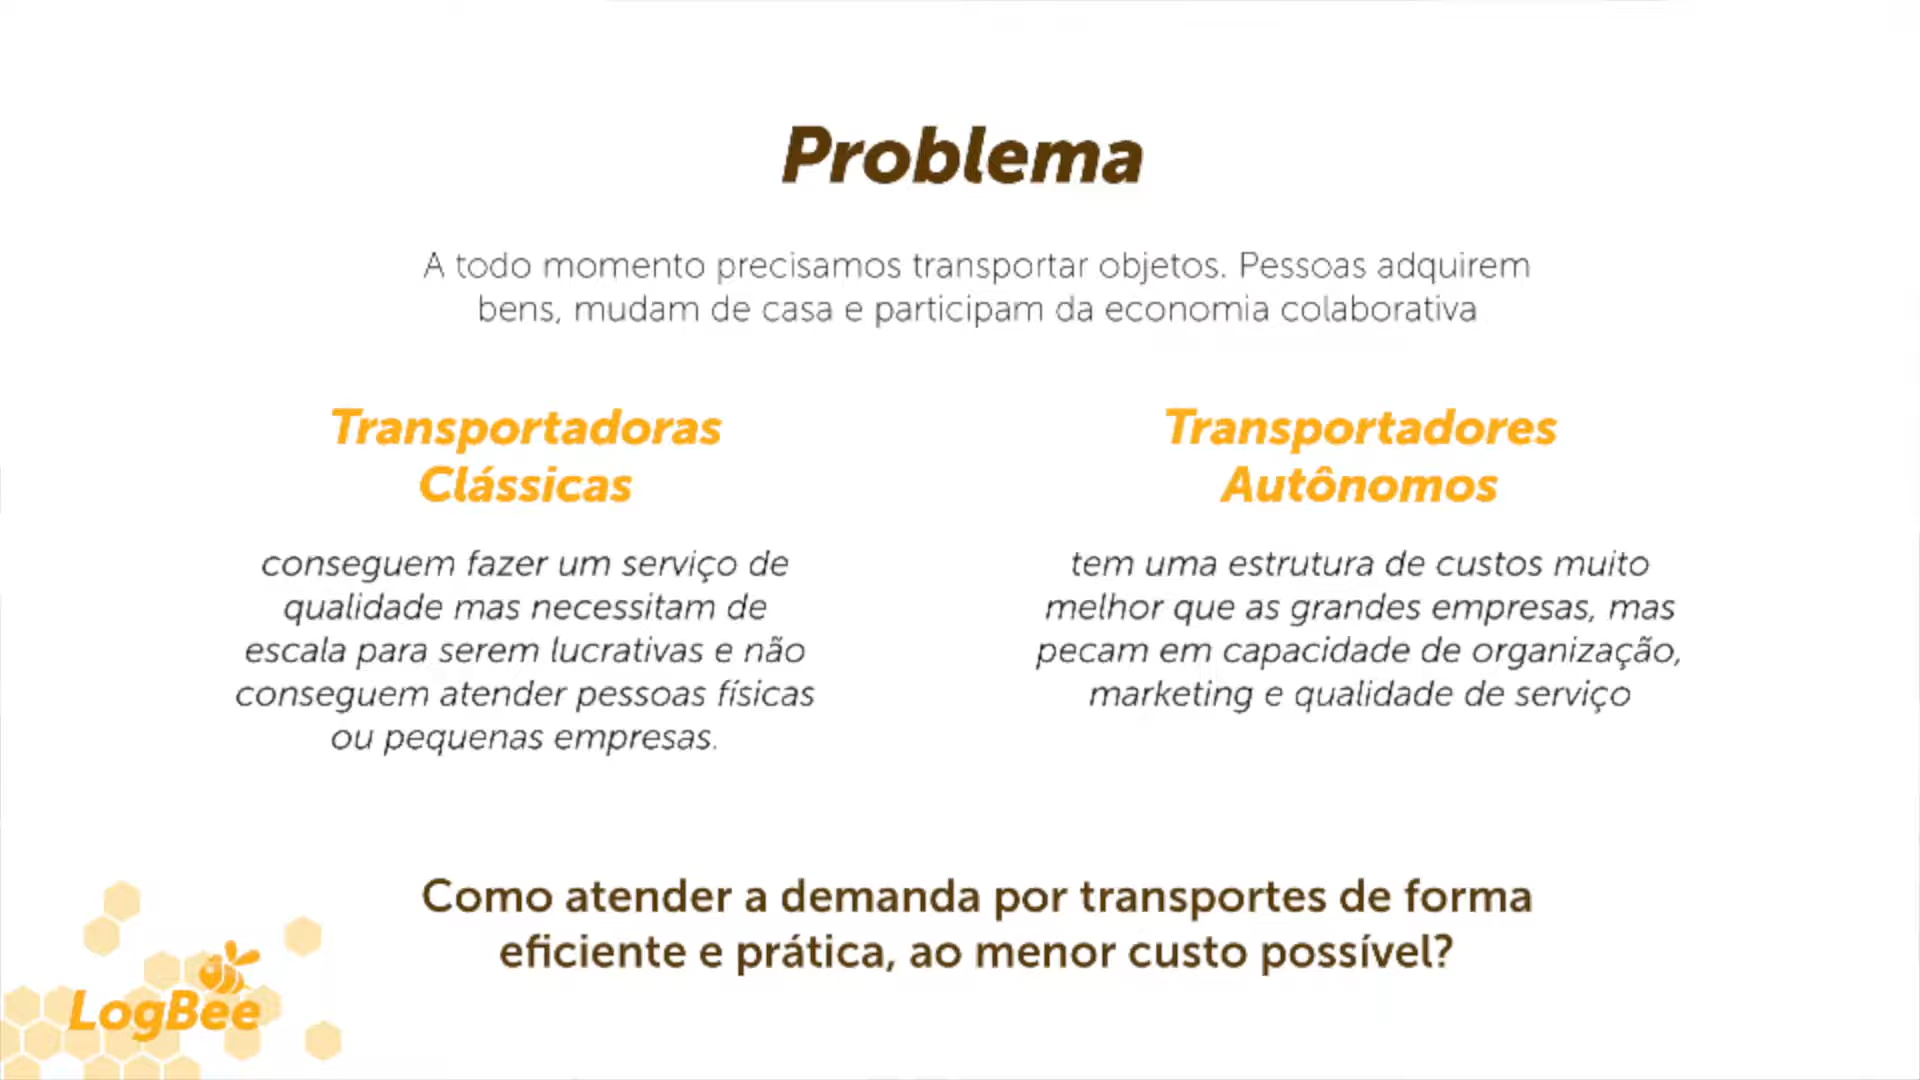 Problema
A todo momento precisamos transportar objetos. Pessoas adquirem
bens, mudam de casa e participam da economia colaborativa
Transportadoras
Clássicas
conseguem fazer um serviço de
qualidade mas necessitam de
escala para serem lucrativas e não
conseguem atender pessoas físicas
ou pequenas empresas.
Transportadores
Autônomos
tem uma estrutura de custos muito
melhor que as grandes empresas, mas
pecam em capacidade de organização,
marketing e qualidade de serviço
Como atender a demanda por transportes de forma
eficiente e prática, ao menor custo possível?
LogBee